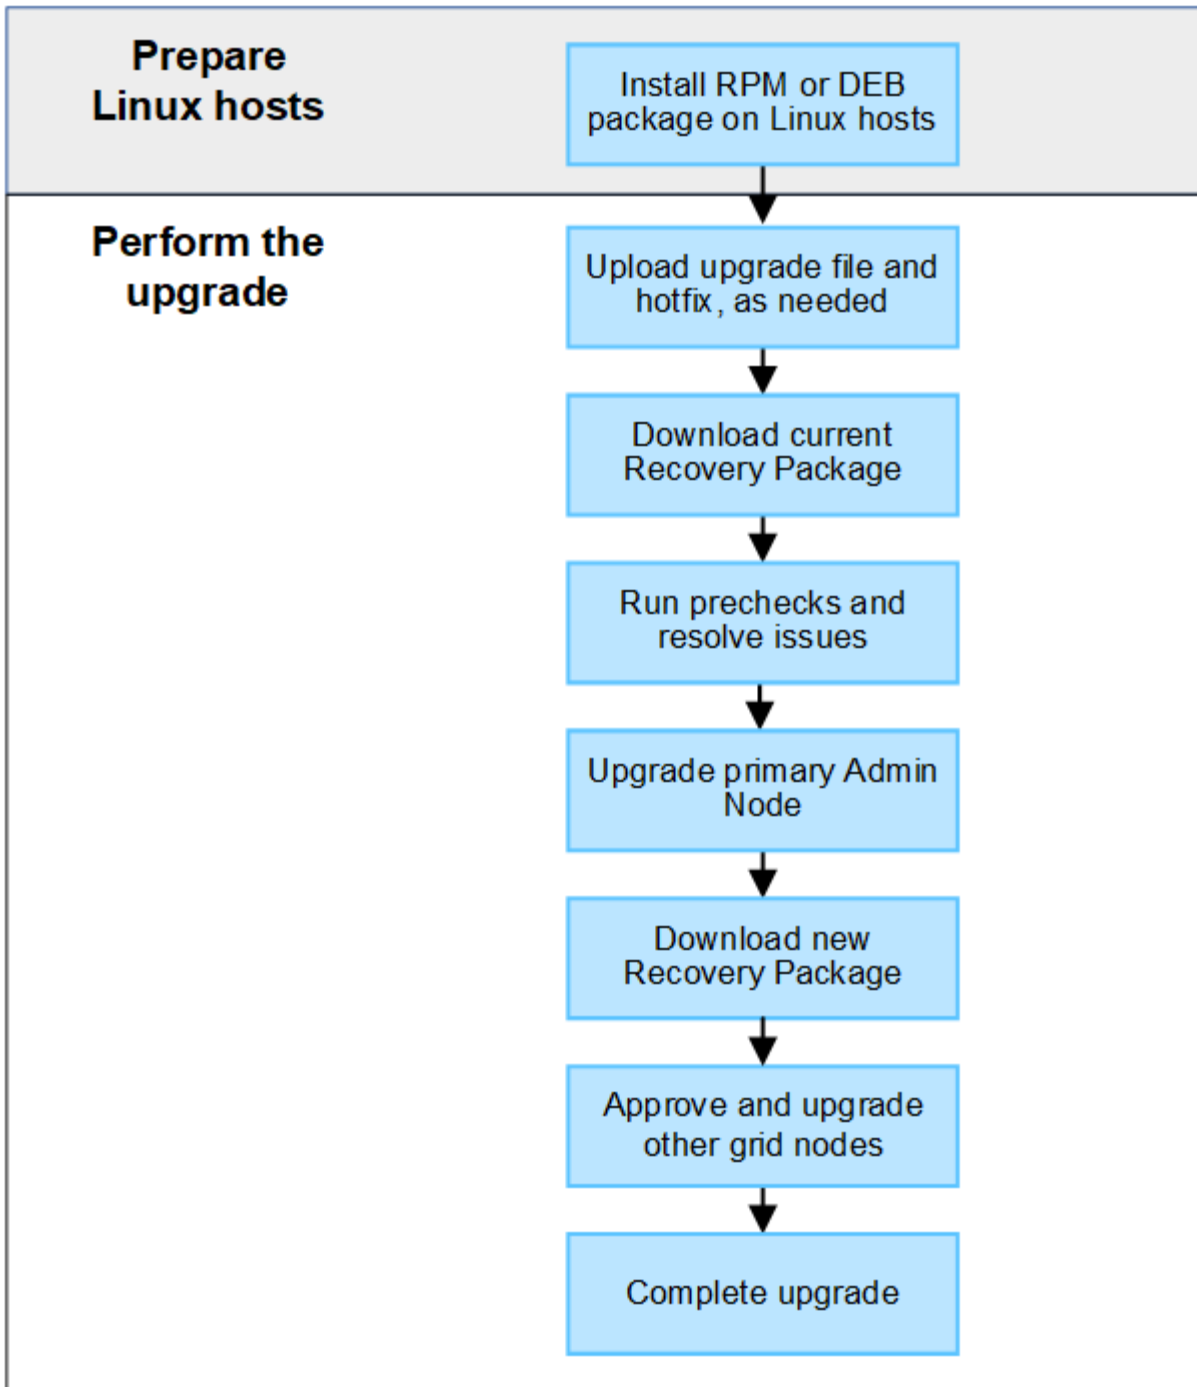 Prepare
Linux hosts
Install RPM or DEB
package on Linux hosts
Perform the
upgrade
Upload upgrade file and
hotfix, as needed
Download current
Recovery Package
Run prechecks and
resolve issues
Upgrade primary Admin
Node
Download new
Recovery Package
Approve and upgrade
other grid nodes
Complete upgrade